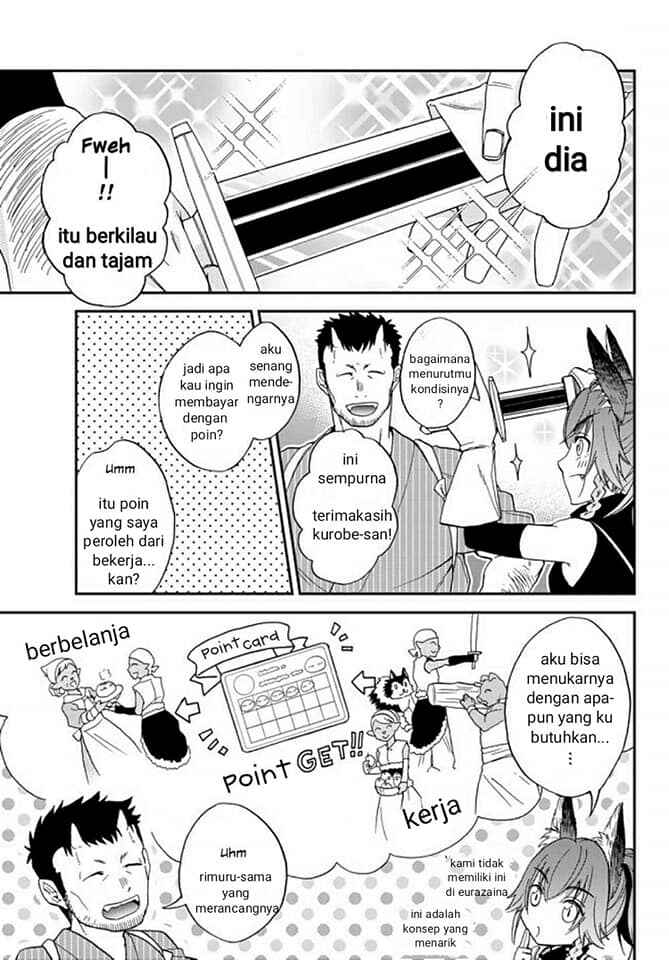 ini
dia
Fweh
!!
itu berkilau
dan tajam
bagaimana
menurutmu
kondisinya
?
ini
sempurna
terimakasih
kurobe-san!
aku
senang
mende-
ngarnya
jadi apa
kau ingin
membayar
dengan
poin?
Umm
itu poin
yang saya
peroleh dari
bekerja...
kan?
aku bisa
menukarnya
dengan apa-
pun yang ku
butuhkan...
...
kerja
Point GET!!
Point card
berbelanja
kami tidak
memiliki ini
di eurazaina
ini adalah
konsep yang
menarik
Uhm
rimuru-sama
yang
merancangnya